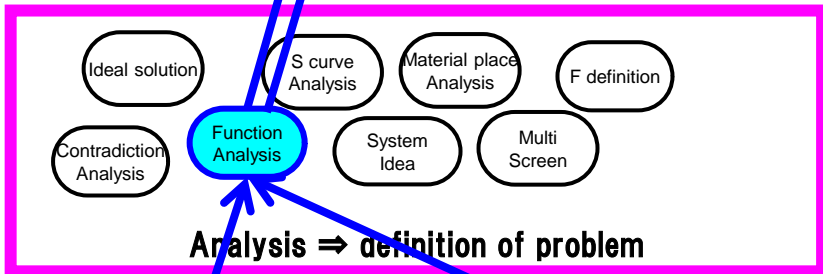 Ideal solution
S curve
Analysis
Material place
Analysis
F definition
Contradiction
Analysis
Function
Analysis
System
Idea
Multi
Screen
Analysis ⇒ definition of problem